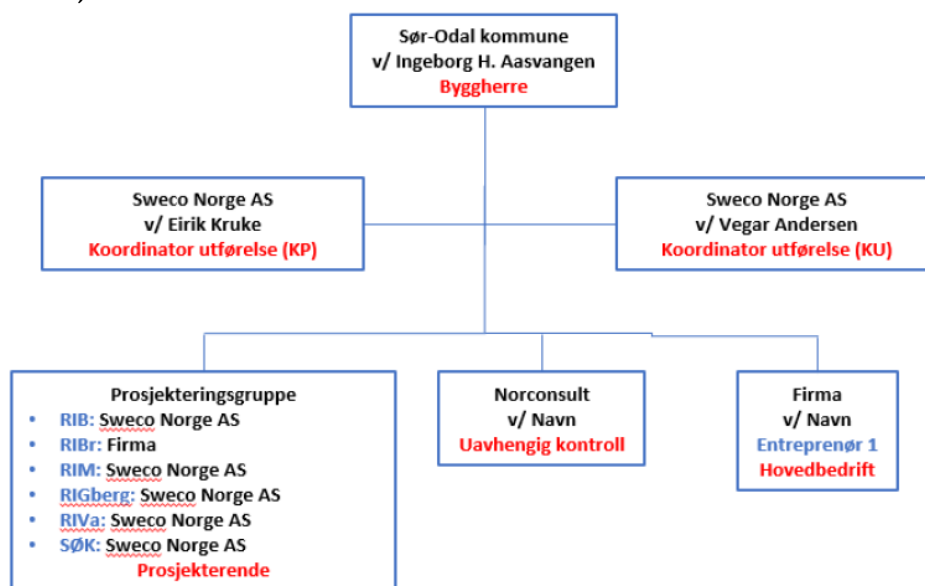 Sør-Odal kommune
v/ Ingeborg H. Aasvangen
Byggherre
Sweco Norge AS
v/ Eirik Kruke
Koordinator utførelse (KP)
Sweco Norge AS
v/ Vegar Andersen
Koordinator utførelse (KU)
Prosjekteringsgruppe
• RIB: Sweco Norge AS
• RIBr: Firma
• RIM: Sweco Norge AS
• RIGberg: Sweco Norge AS
• RIVa: Sweco Norge AS
• SØK: Sweco Norge AS
Prosjekterende
Norconsult
v/ Navn
Uavhengig kontroll
Firma
v/ Navn
Entreprenør 1
Hovedbedrift